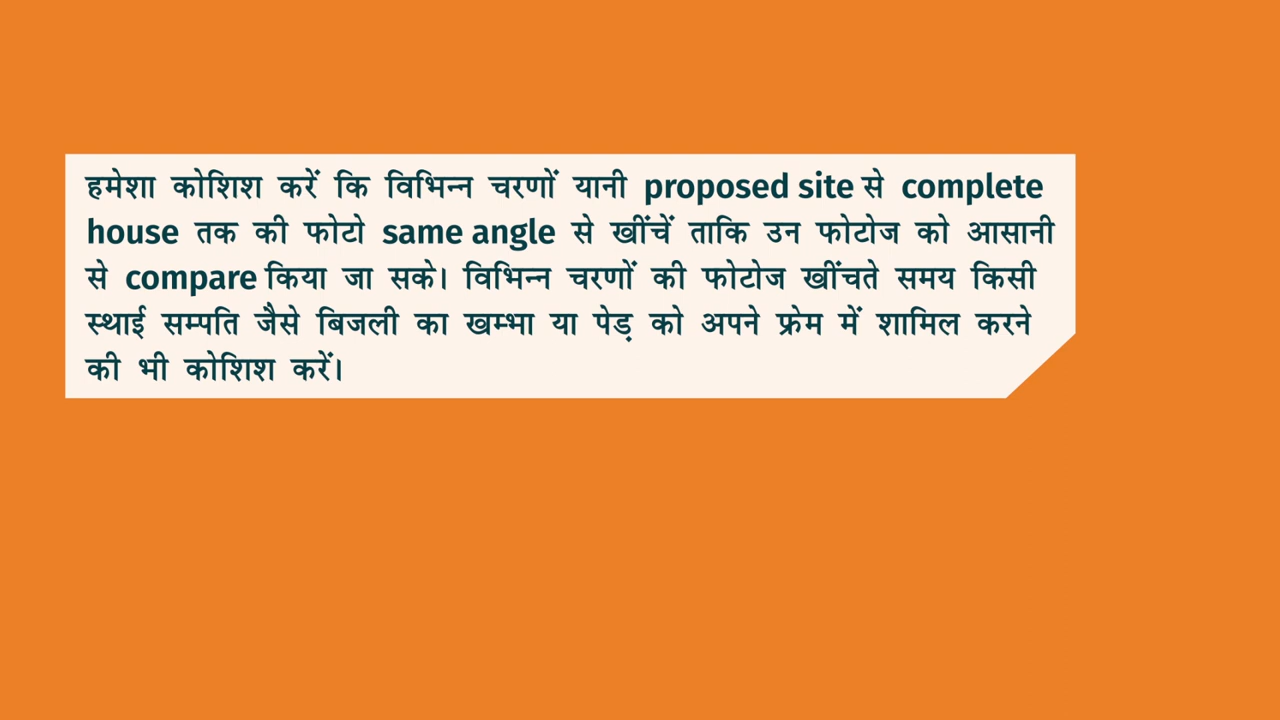 हमेशा कोशिश करें कि विभिन्न चरणों यानी proposed site से complete
house तक की फोटो same angle से खींचें ताकि उन फोटोज को आसानी
से compare किया जा सके। विभिन्न चरणों की फोटोज खींचते समय किसी
स्थाई सम्पति जैसे बिजली का खम्भा या पेड़ को अपने फ्रेम में शामिल करने
की भी कोशिश करें।